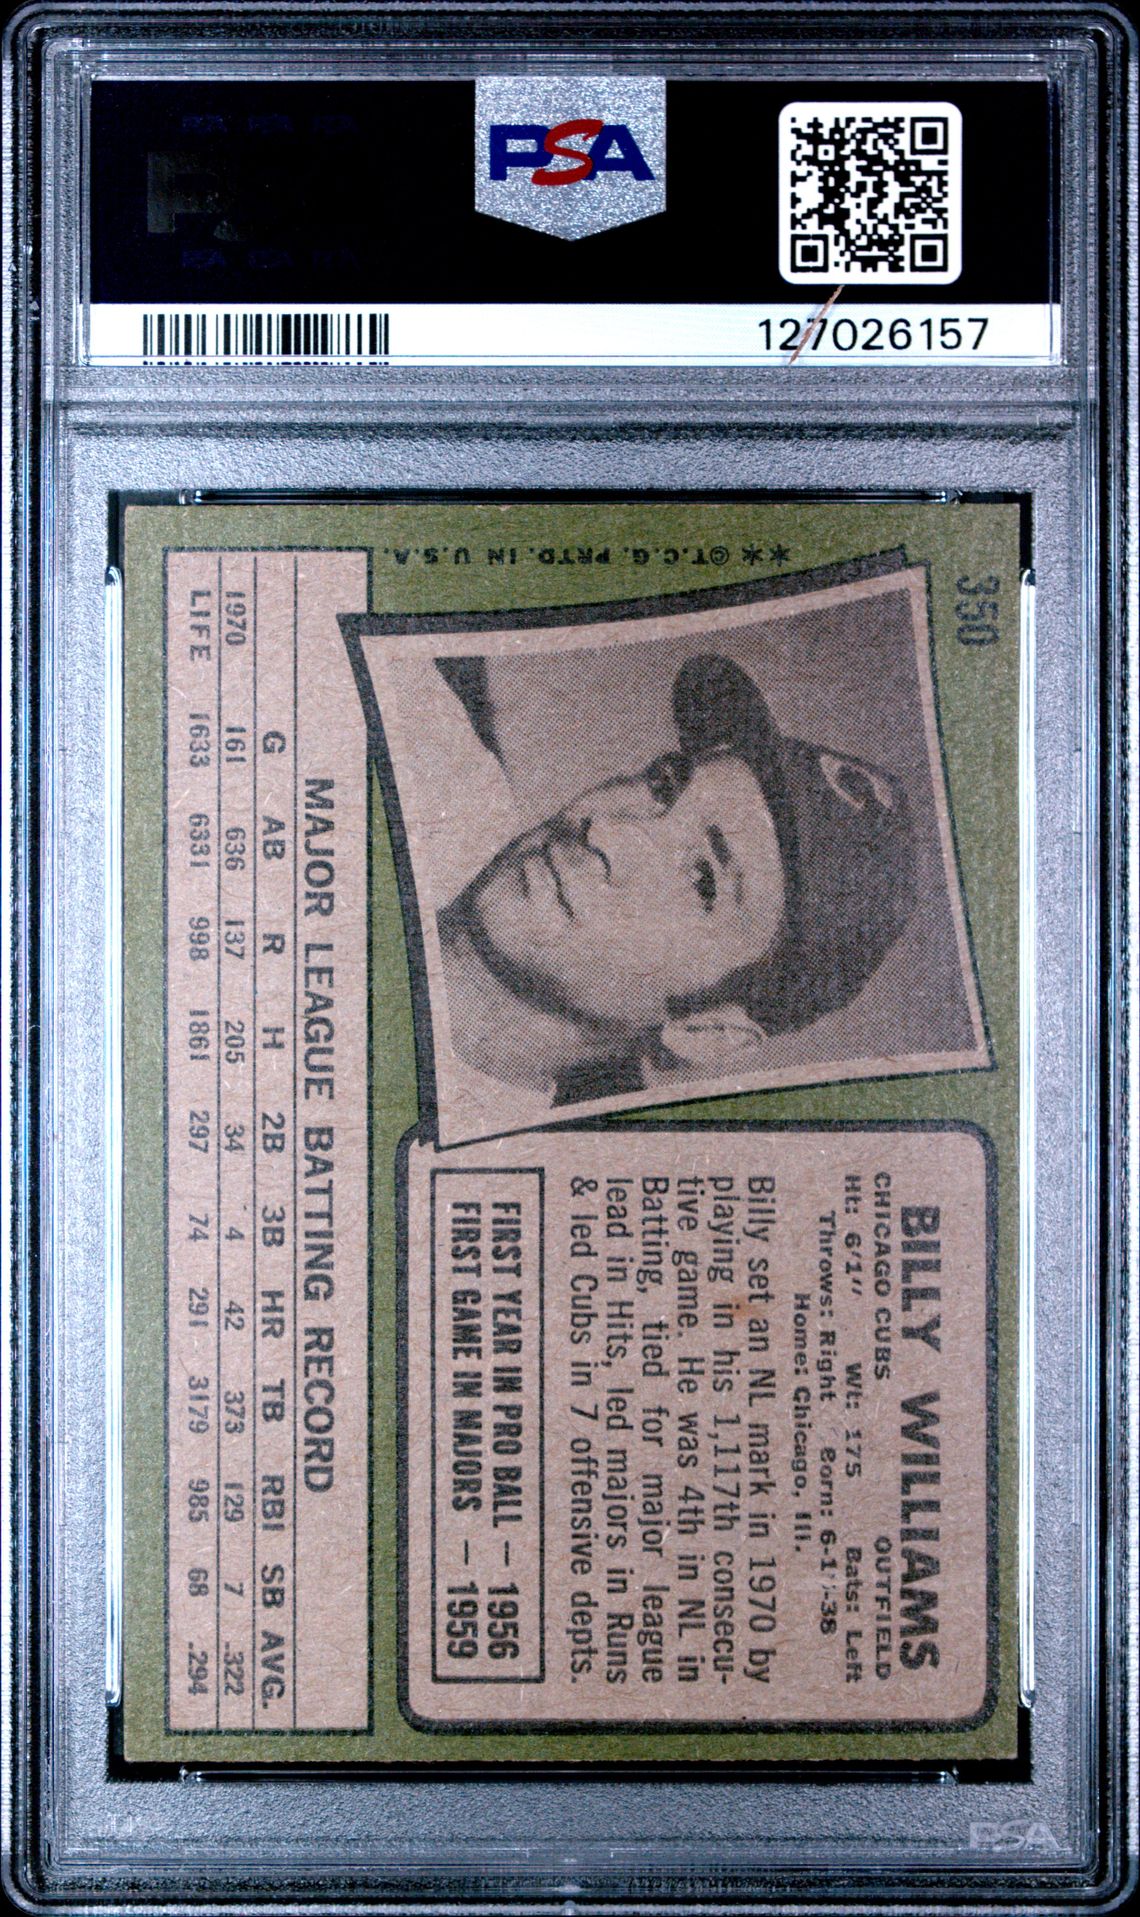 PSA
127026157
350
** © T.C.G. PRTD. IN U.S.A.
BILLY WILLIAMS
CHICAGO CUBS OUTFIELD
Ht: 6/1" Wt: 175 Bats: Left
Throws: Right
Home: Chicago, Ill.
Billy set an NL mark in 1970 by
playing in his 1,117th consecu-
tive game. He was 4th in NL in
Batting, tied for major league
lead in Hits, led majors in Runs
& led Cubs in 7 offensive depts.
FIRST YEAR IN PRO BALL — 1956
FIRST GAME IN MAJORS — 1959
MAJOR LEAGUE BATTING RECORD
G AB R H 2B 3B HR TB RBI SB AVG.
1970 161 636 137 205 34 4 42 373 129 7 .322
LIFE 1633 6331 998 1861 297 74 291 3179 985 68 .294
PSA